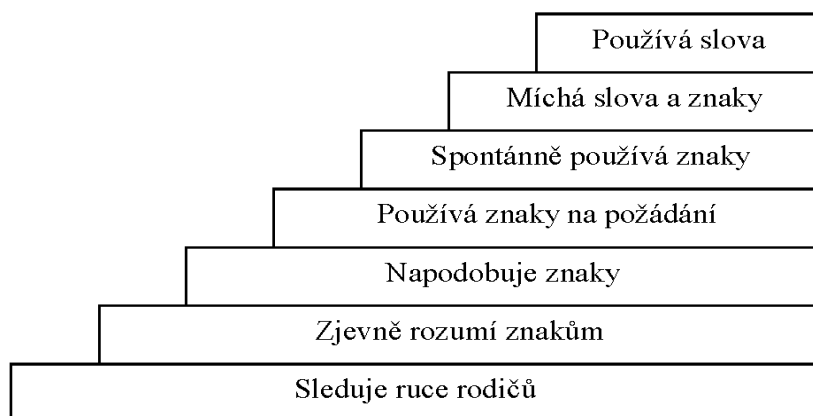 Používá slova
Míchá slova a znaky
Spontánně používá znaky
Používá znaky na požádání
Napodobuje znaky
Zjevně rozumí znakům
Sleduje ruce rodičů